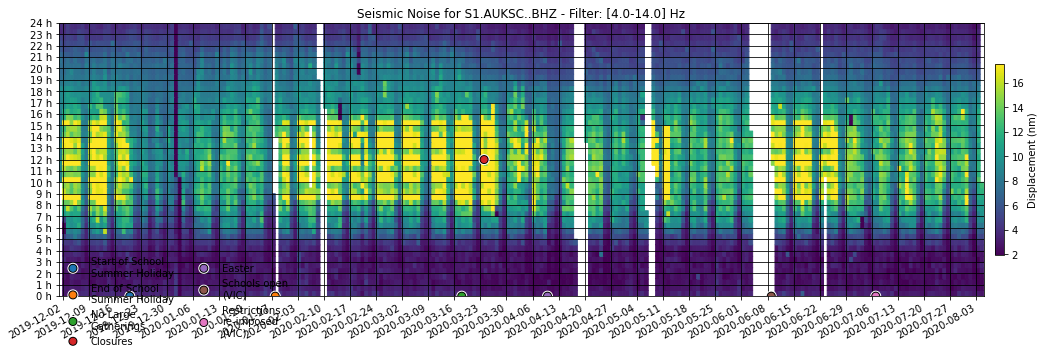 Seismic Noise for S1.AUKSC..BHZ - Filter: [4.0-14.0] Hz
24 h
23 h
22 h
21 h
20 h
19 h
18 h
17 h
16 h
15 h
14 h
13 h
12 h
11 h
10 h
9 h
8 h
7 h
6 h
5 h
4 h
3 h
2 h
1 h
0 h
16
14
12
10
8
6
4
2
Displacement (nm)
Start of School
Summer Holiday
End of School
Summer Holiday
No Large
Gatherings
Closures
Easter
Schools open
(VIC)
Restrictions
re-imposed
(VIC)
2019-12-02
2019-12-30
2020-01-06
2020-01-13
2020-02-03
2020-02-10
2020-02-17
2020-02-24
2020-03-02
2020-03-09
2020-03-16
2020-03-23
2020-03-30
2020-04-06
2020-04-13
2020-04-20
2020-04-27
2020-05-04
2020-05-11
2020-05-18
2020-05-25
2020-06-01
2020-06-08
2020-06-15
2020-06-22
2020-06-29
2020-07-06
2020-07-13
2020-07-20
2020-07-27
2020-08-03